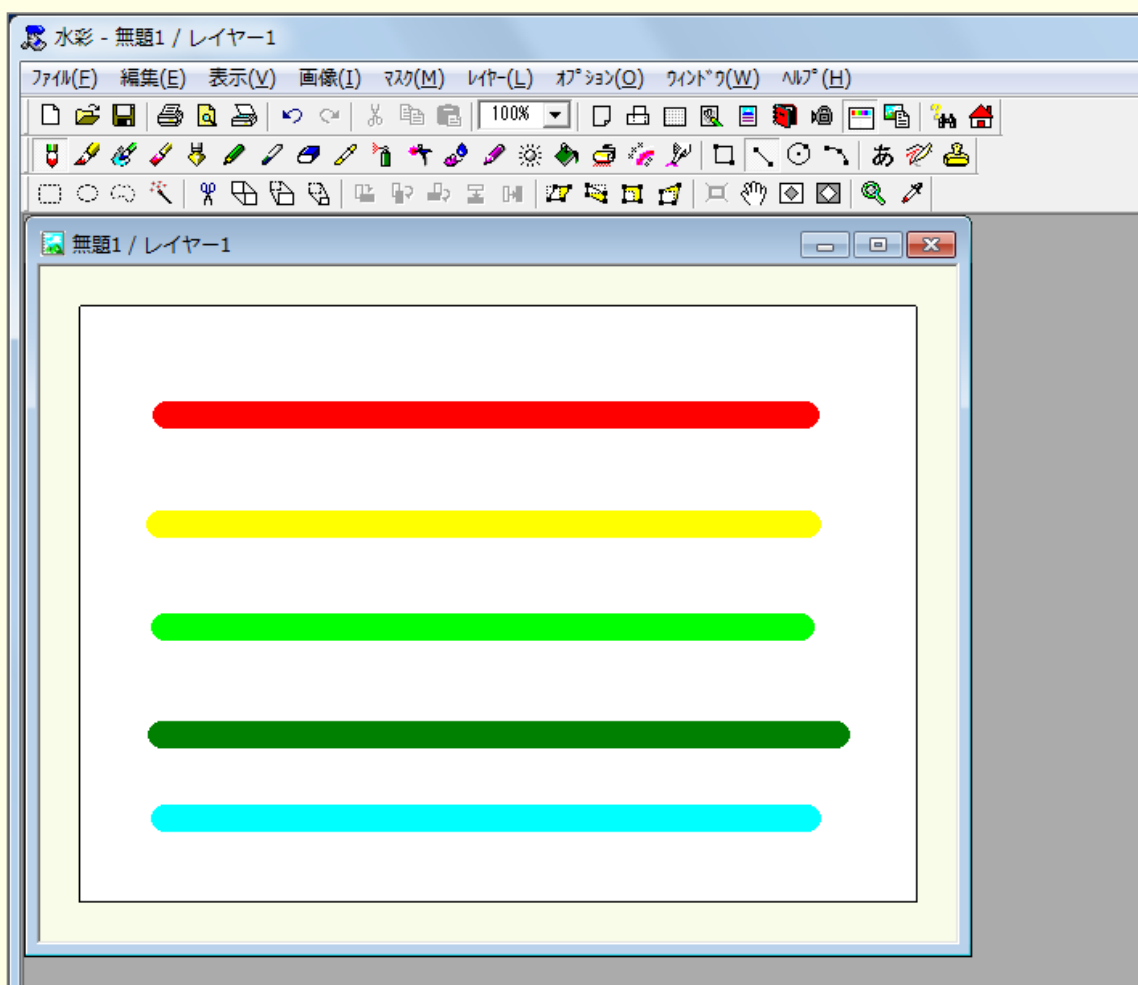 水彩 - 無題1 / レイヤー1
ﾌｧｲﾙ(F) 編集(E) 表示(V) 画像(I) ﾏｽｸ(M) ﾚｲﾔｰ(L) ｵﾌﾟｼｮﾝ(O) ｳｨﾝﾄﾞｳ(W) ﾍﾙﾌﾟ(H)
100%
あ
無題1 / レイヤー1